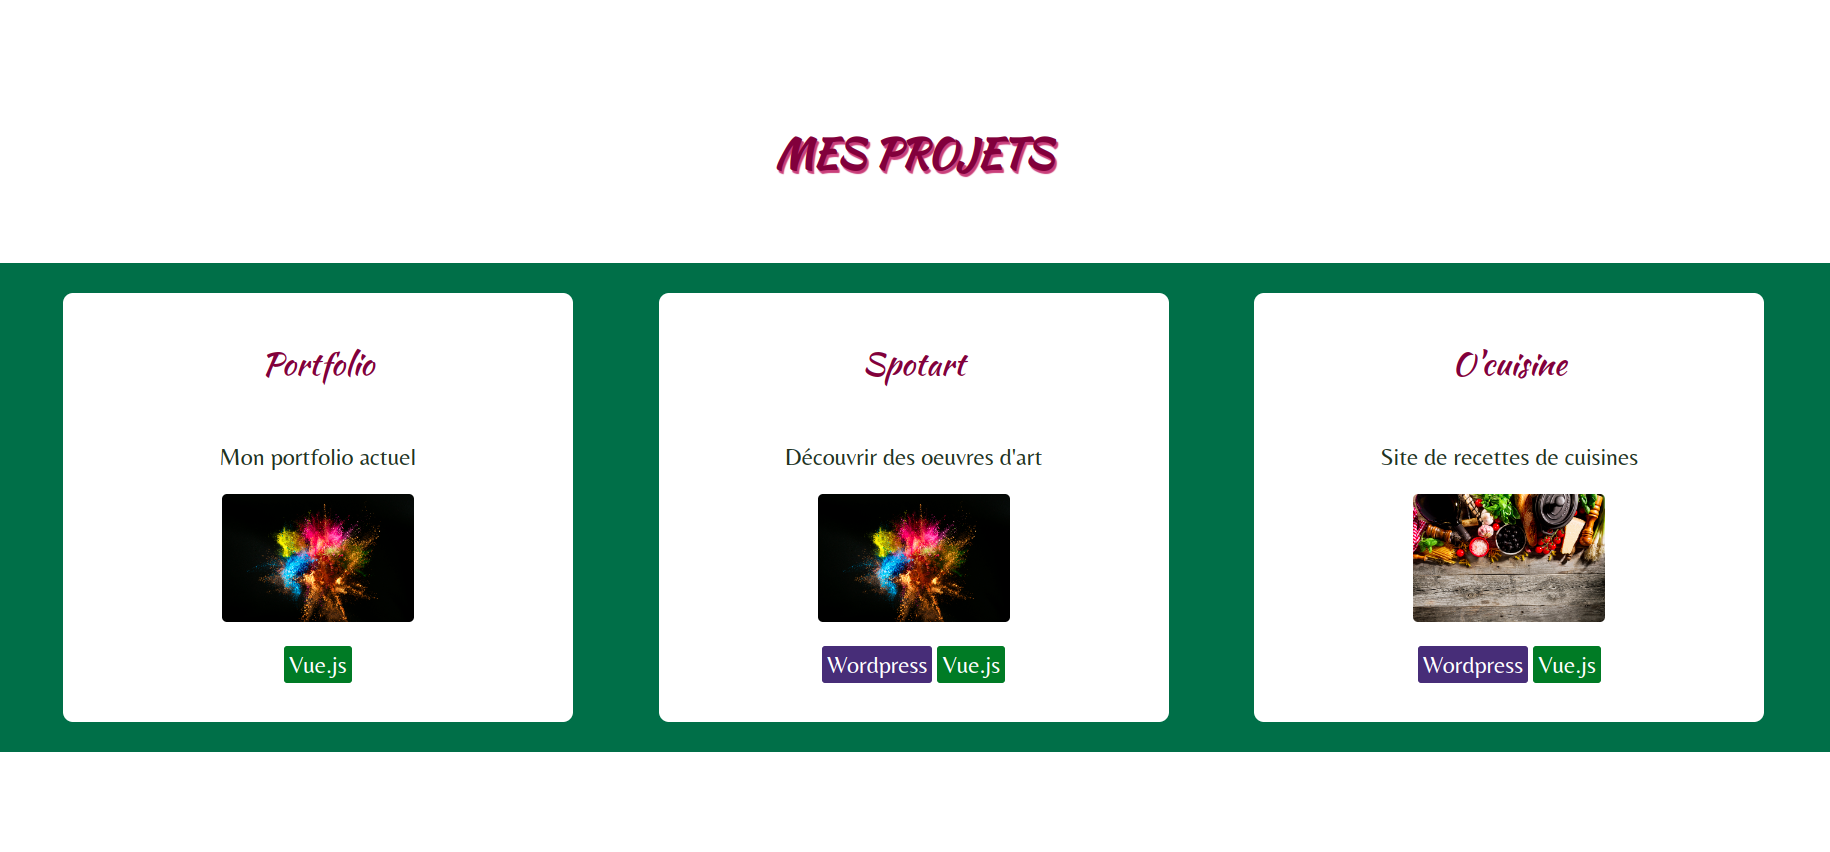 MES PROJETS
Portfolio
Mon portfolio actuel
Vue.js
Spotart
Découvrir des oeuvres d'art
Wordpress Vue.js
O'cuisine
Site de recettes de cuisines
Wordpress Vue.js